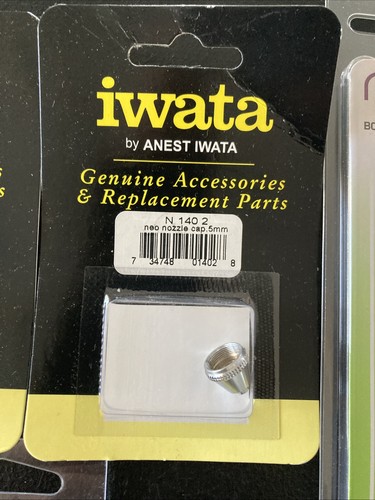 iwata
by ANEST IWATA
Genuine Accessories
& Replacement Parts
N 140 2
neo nozzle cap.5mm
7 34748 01402 8